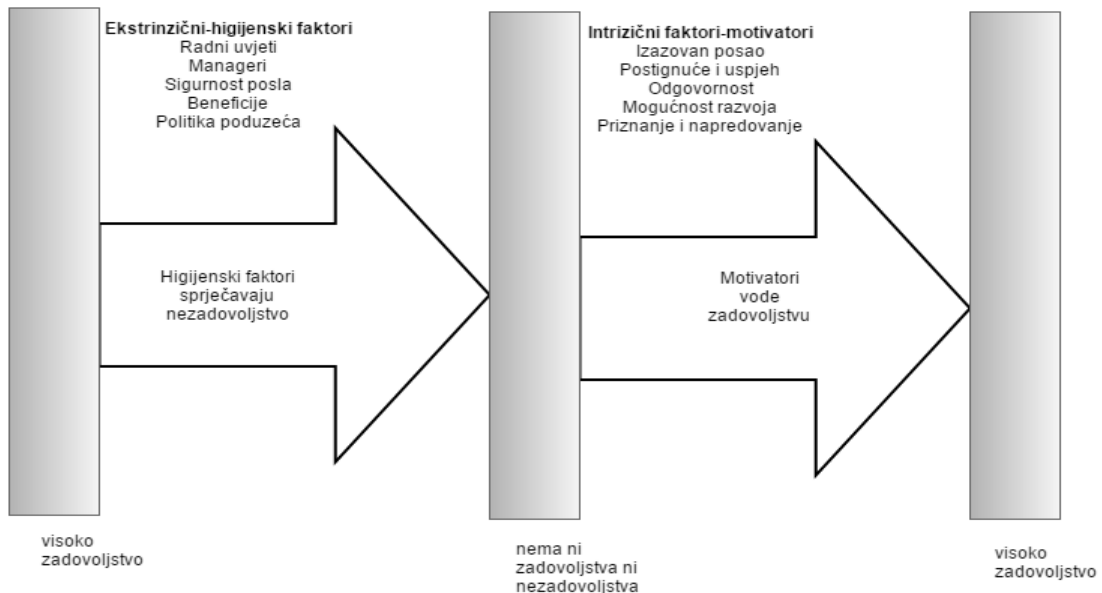 Ekstrinzični-higijenski faktori
Radni uvjeti
Manageri
Sigurnost posla
Beneficije
Politika poduzeća
Intrizični faktori-motivatori
Izazovan posao
Postignuće i uspjeh
Odgovornost
Mogućnost razvoja
Priznanje i napredovanje
Higijenski faktori
sprječavaju
nezadovoljstvo
Motivatori
vode
zadovoljstvu
visoko
zadovoljstvo
nema ni
zadovoljstva ni
nezadovoljstva
visoko
zadovoljstvo